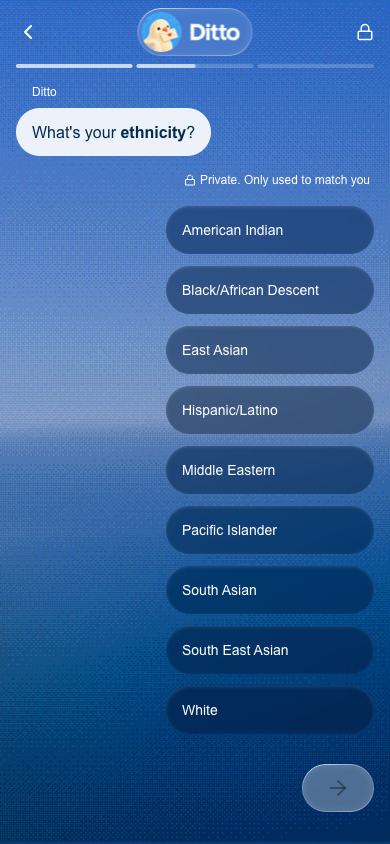 Ditto
Ditto
What's your ethnicity?
Private. Only used to match you
American Indian
Black/African Descent
East Asian
Hispanic/Latino
Middle Eastern
Pacific Islander
South Asian
South East Asian
White